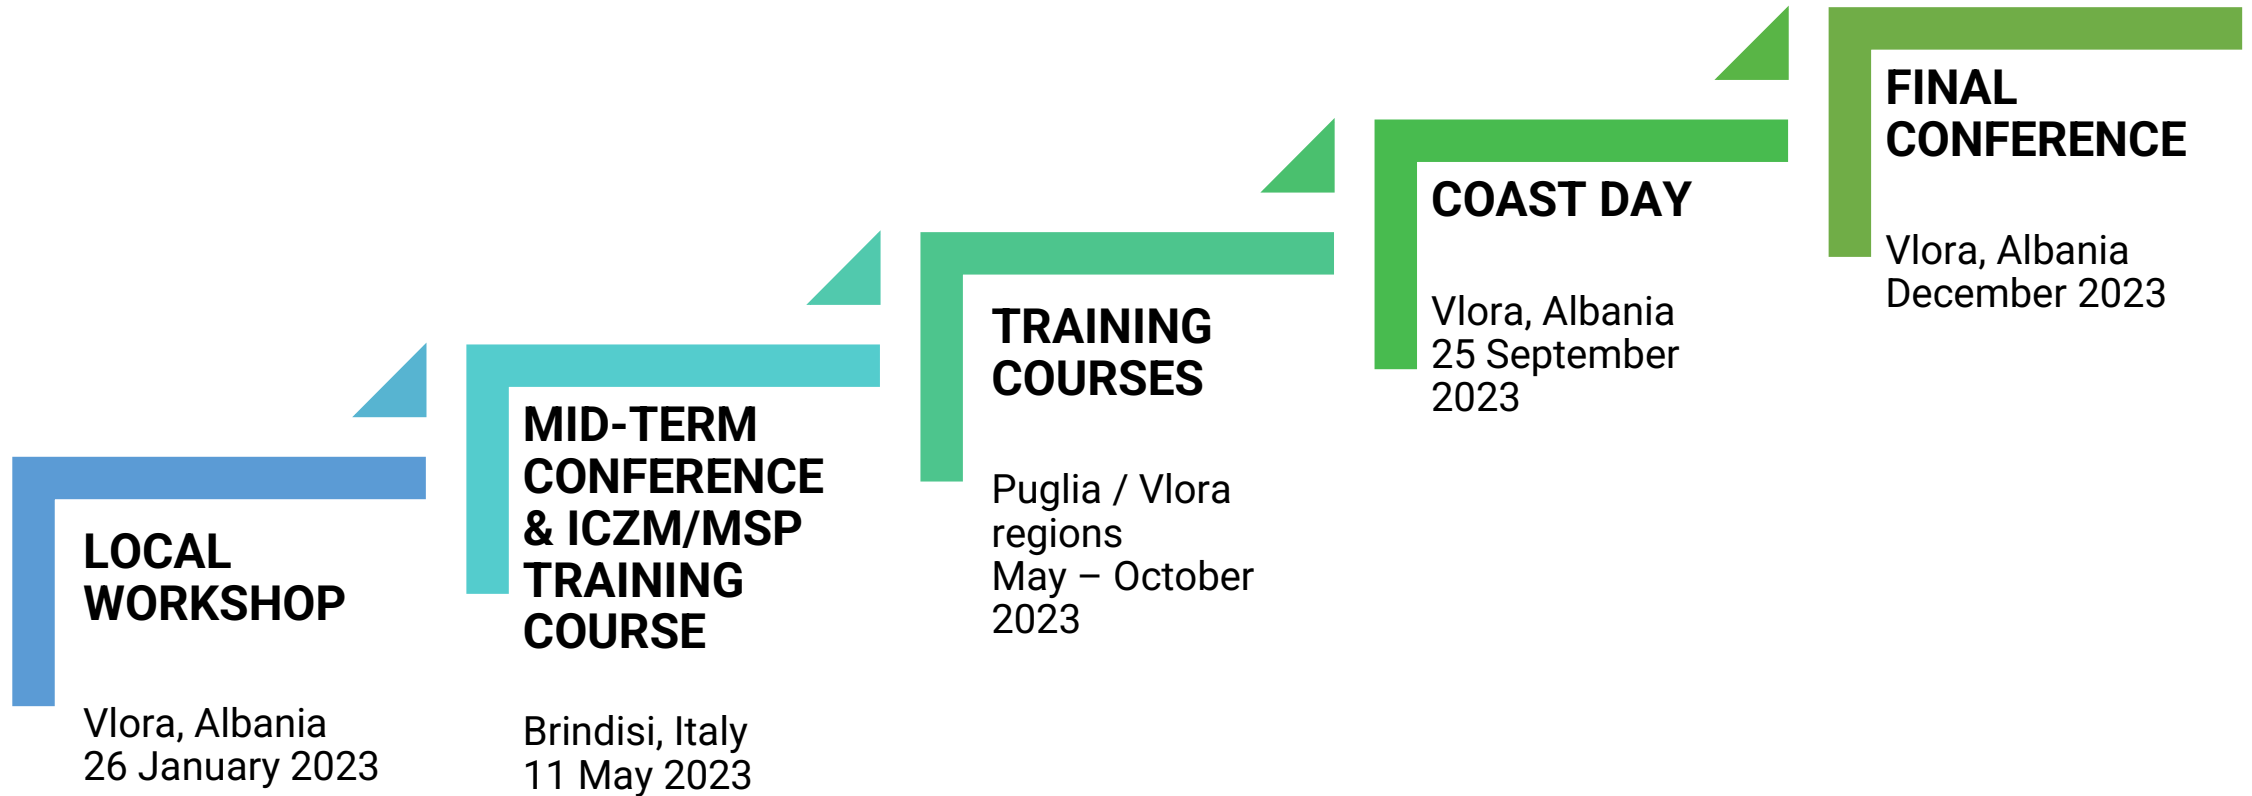 LOCAL
WORKSHOP
Vlora, Albania
26 January 2023
MID-TERM
CONFERENCE
& ICZM/MSP
TRAINING
COURSE
Brindisi, Italy
11 May 2023
TRAINING
COURSES
Puglia / Vlora
regions
May – October
2023
COAST DAY
Vlora, Albania
25 September
2023
FINAL
CONFERENCE
Vlora, Albania
December 2023